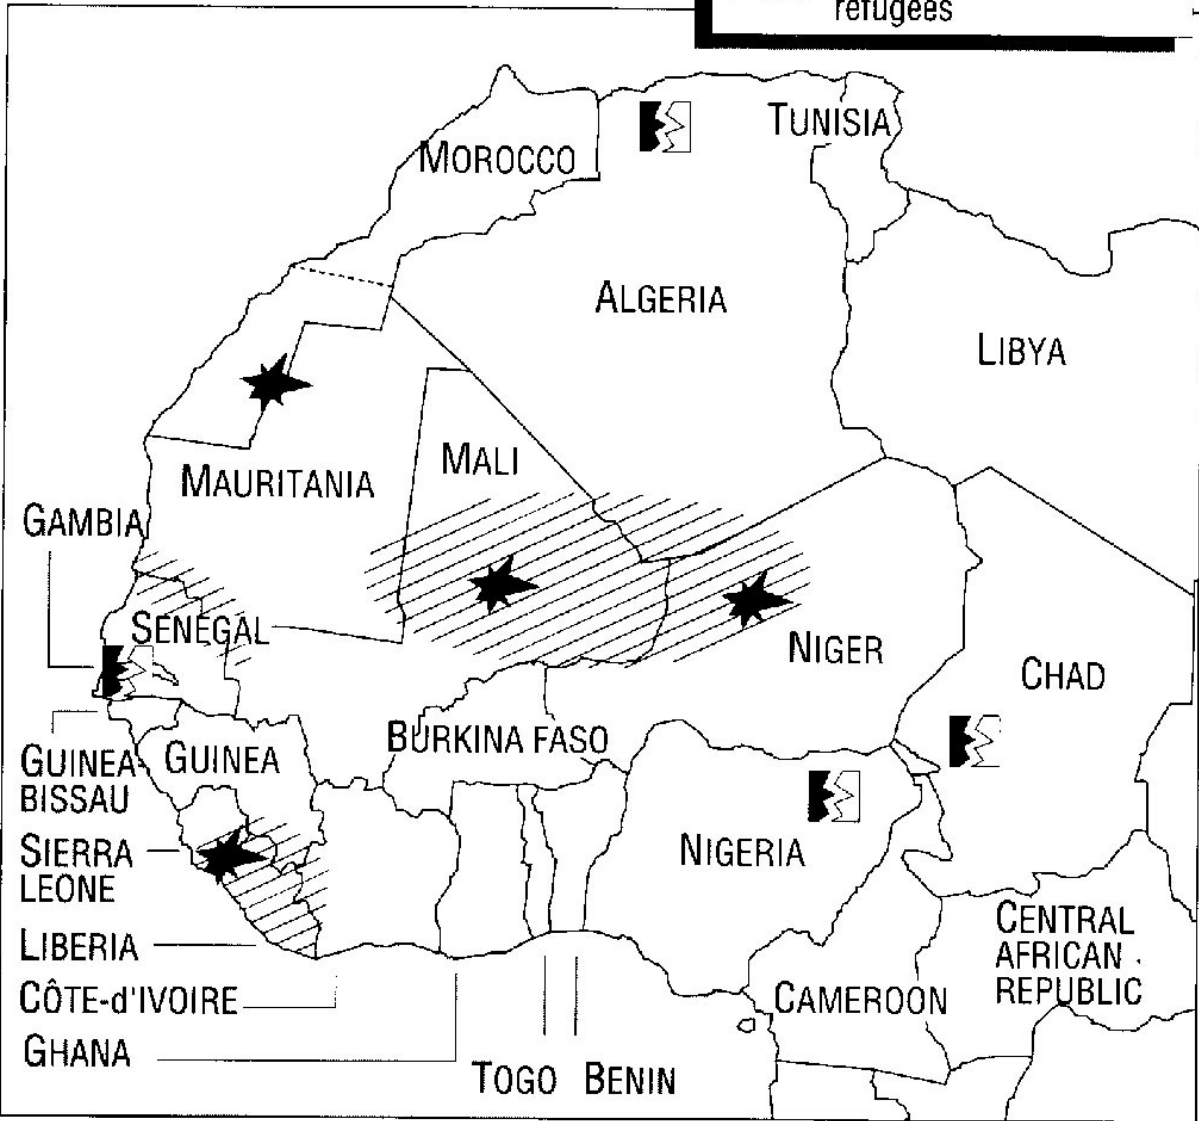 refugees
MOROCCO
TUNISIA
ALGERIA
LIBYA
MALI
MAURITANIA
GAMBIA
SENEGAL
NIGER
CHAD
BURKINA FASO
GUINEA
GUINEA-
BISSAU
SIERRA
LEONE
NIGERIA
LIBERIA
CENTRAL
AFRICAN
REPUBLIC
CÔTE-d'IVOIRE
CAMEROON
GHANA
TOGO BENIN